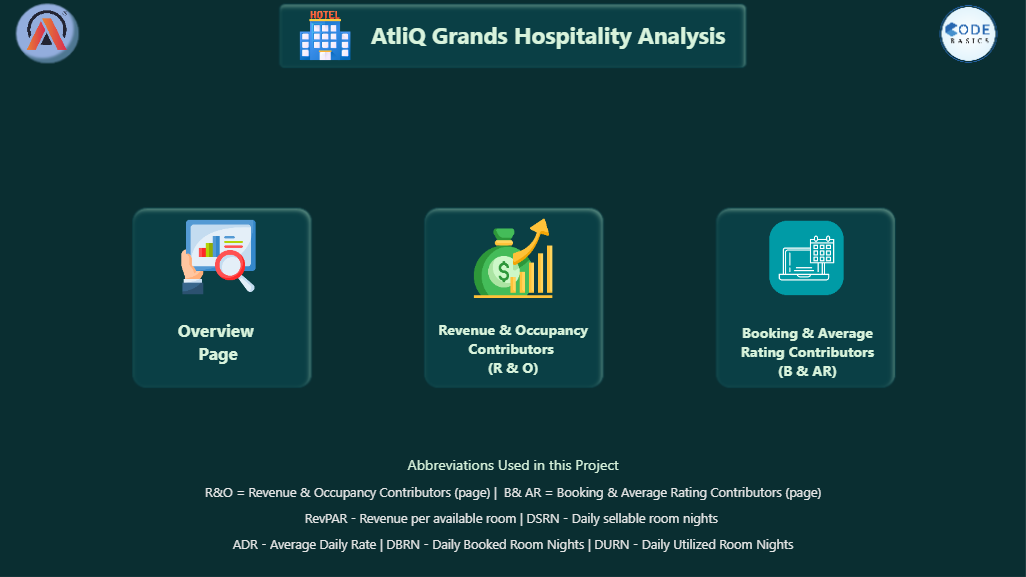 HOTEL
AtliQ Grands Hospitality Analysis
CODE
BASICS
Overview
Page
Revenue & Occupancy
Contributors
(R & O)
Booking & Average
Rating Contributors
(B & AR)
Abbreviations Used in this Project
R&O = Revenue & Occupancy Contributors (page) | B& AR = Booking & Average Rating Contributors (page)
RevPAR - Revenue per available room | DSRN - Daily sellable room nights
ADR - Average Daily Rate | DBRN - Daily Booked Room Nights | DURN - Daily Utilized Room Nights